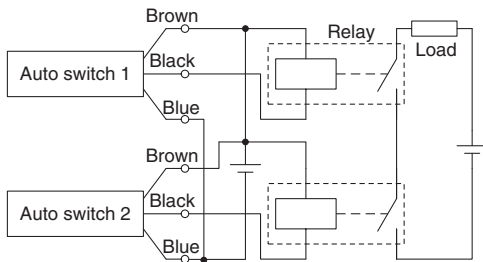 Brown
Relay
Load
Black
Auto switch 1
Blue
Brown
Black
Auto switch 2
Blue